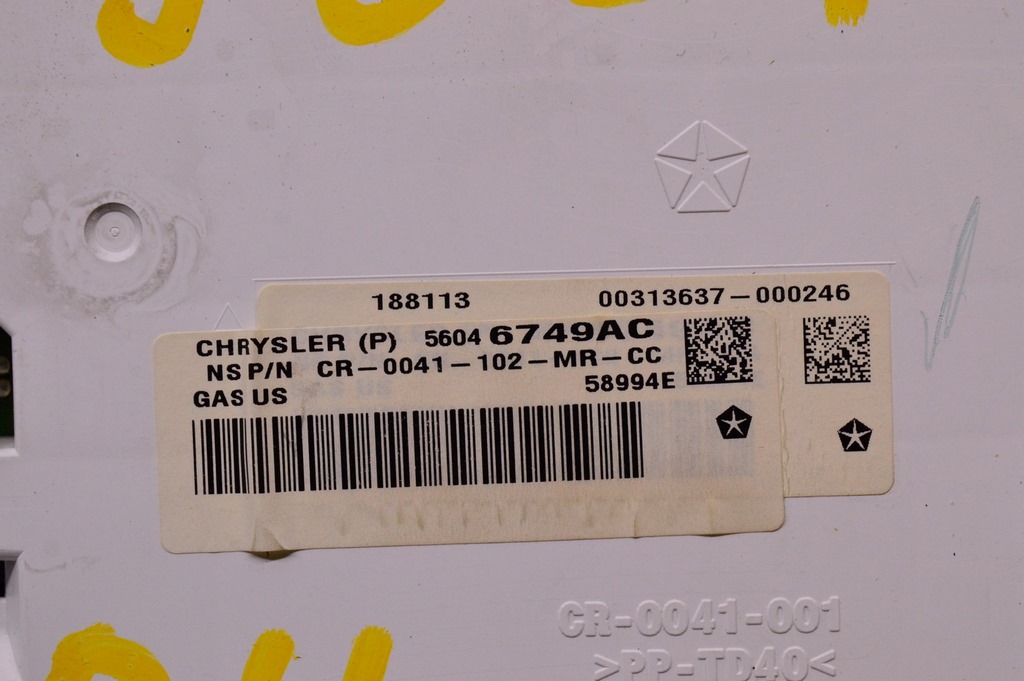 188113 00313637-000246
CHRYSLER (P) 5604 6749AC
NS P/N CR-0041-102-MR-CC
58994E
GAS US
CR-0041-001
>PP-TD40<